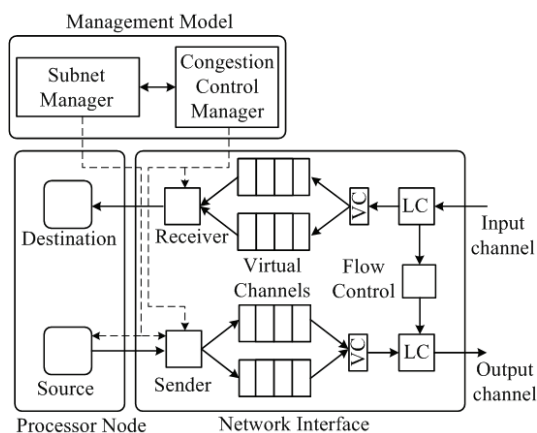 Management Model
Subnet
Manager
Congestion
Control
Manager
Destination
Receiver
Virtual
Channels
VC
LC
Input
channel
Flow
Control
Source
Sender
VC
LC
Output
channel
Processor Node
Network Interface